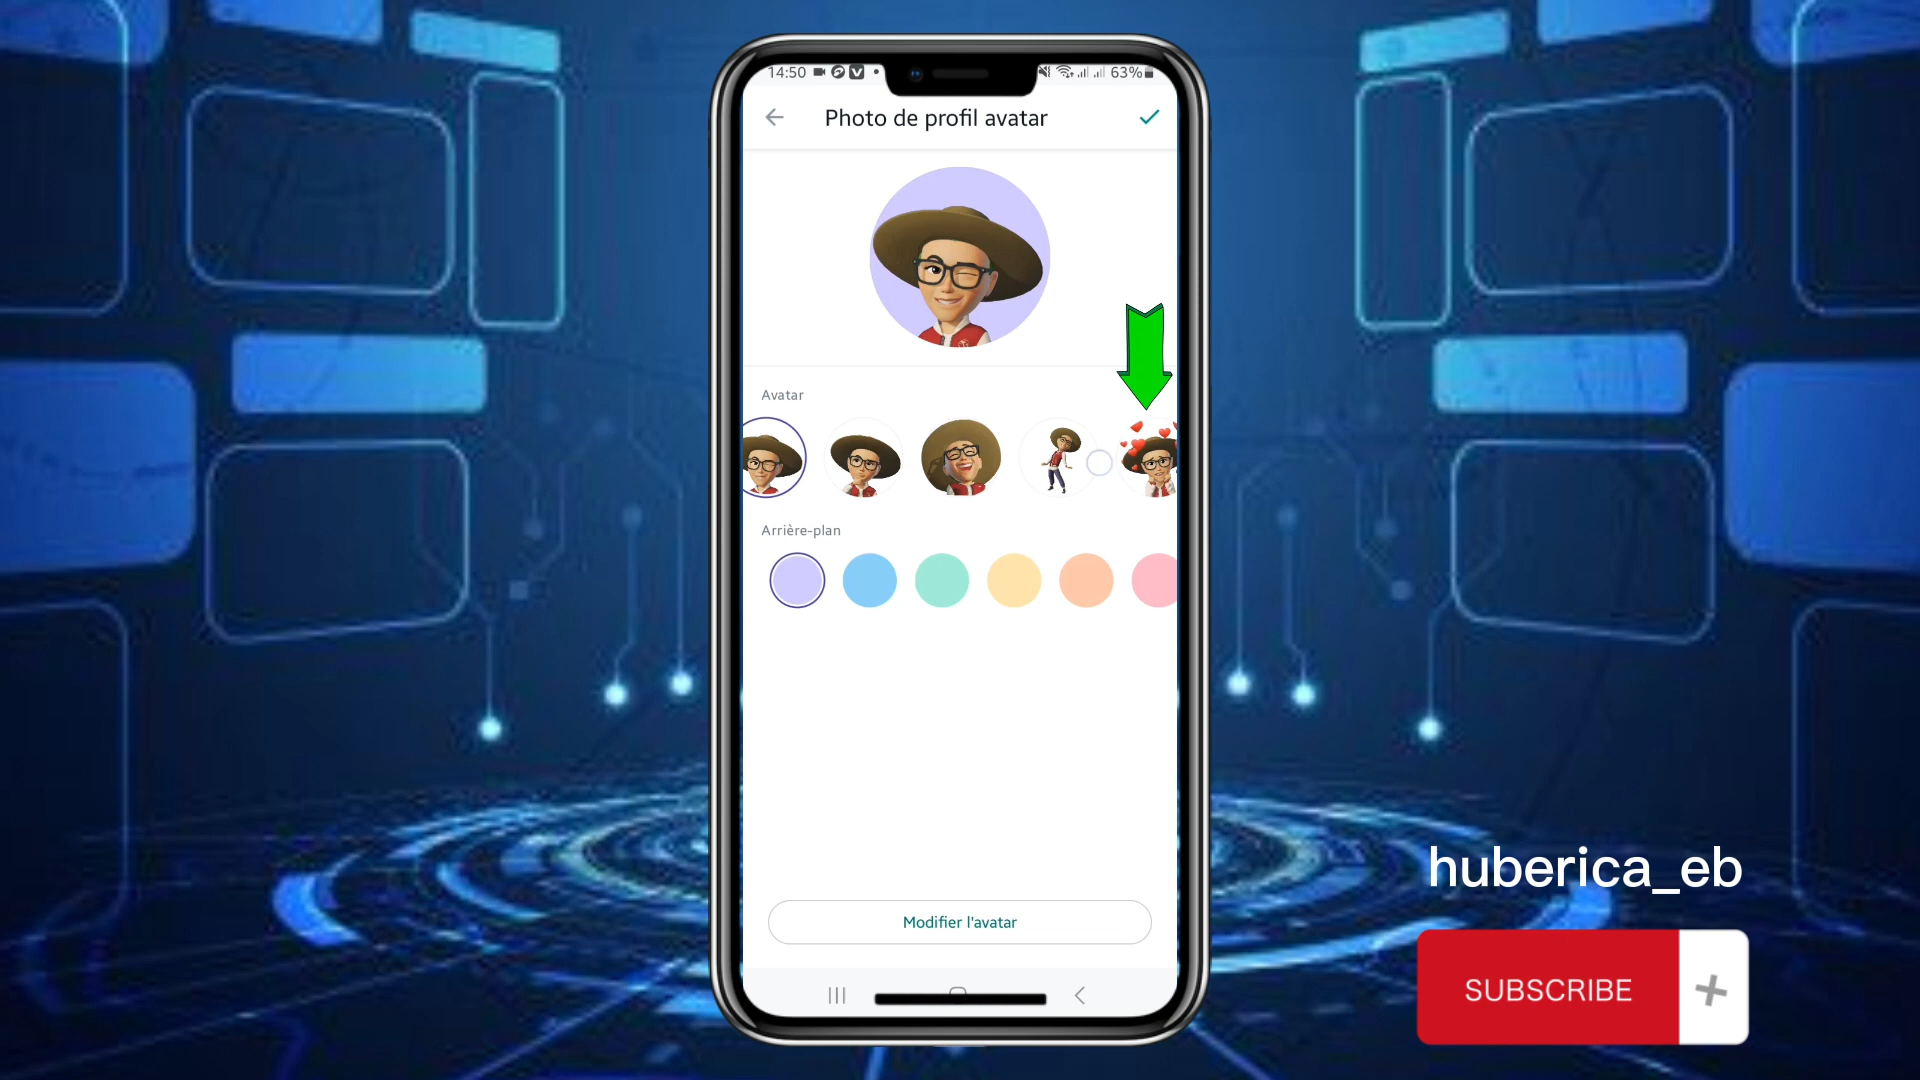 14:50
63%
Photo de profil avatar
Avatar
Arrière-plan
Modifier l'avatar
huberica_eb
SUBSCRIBE